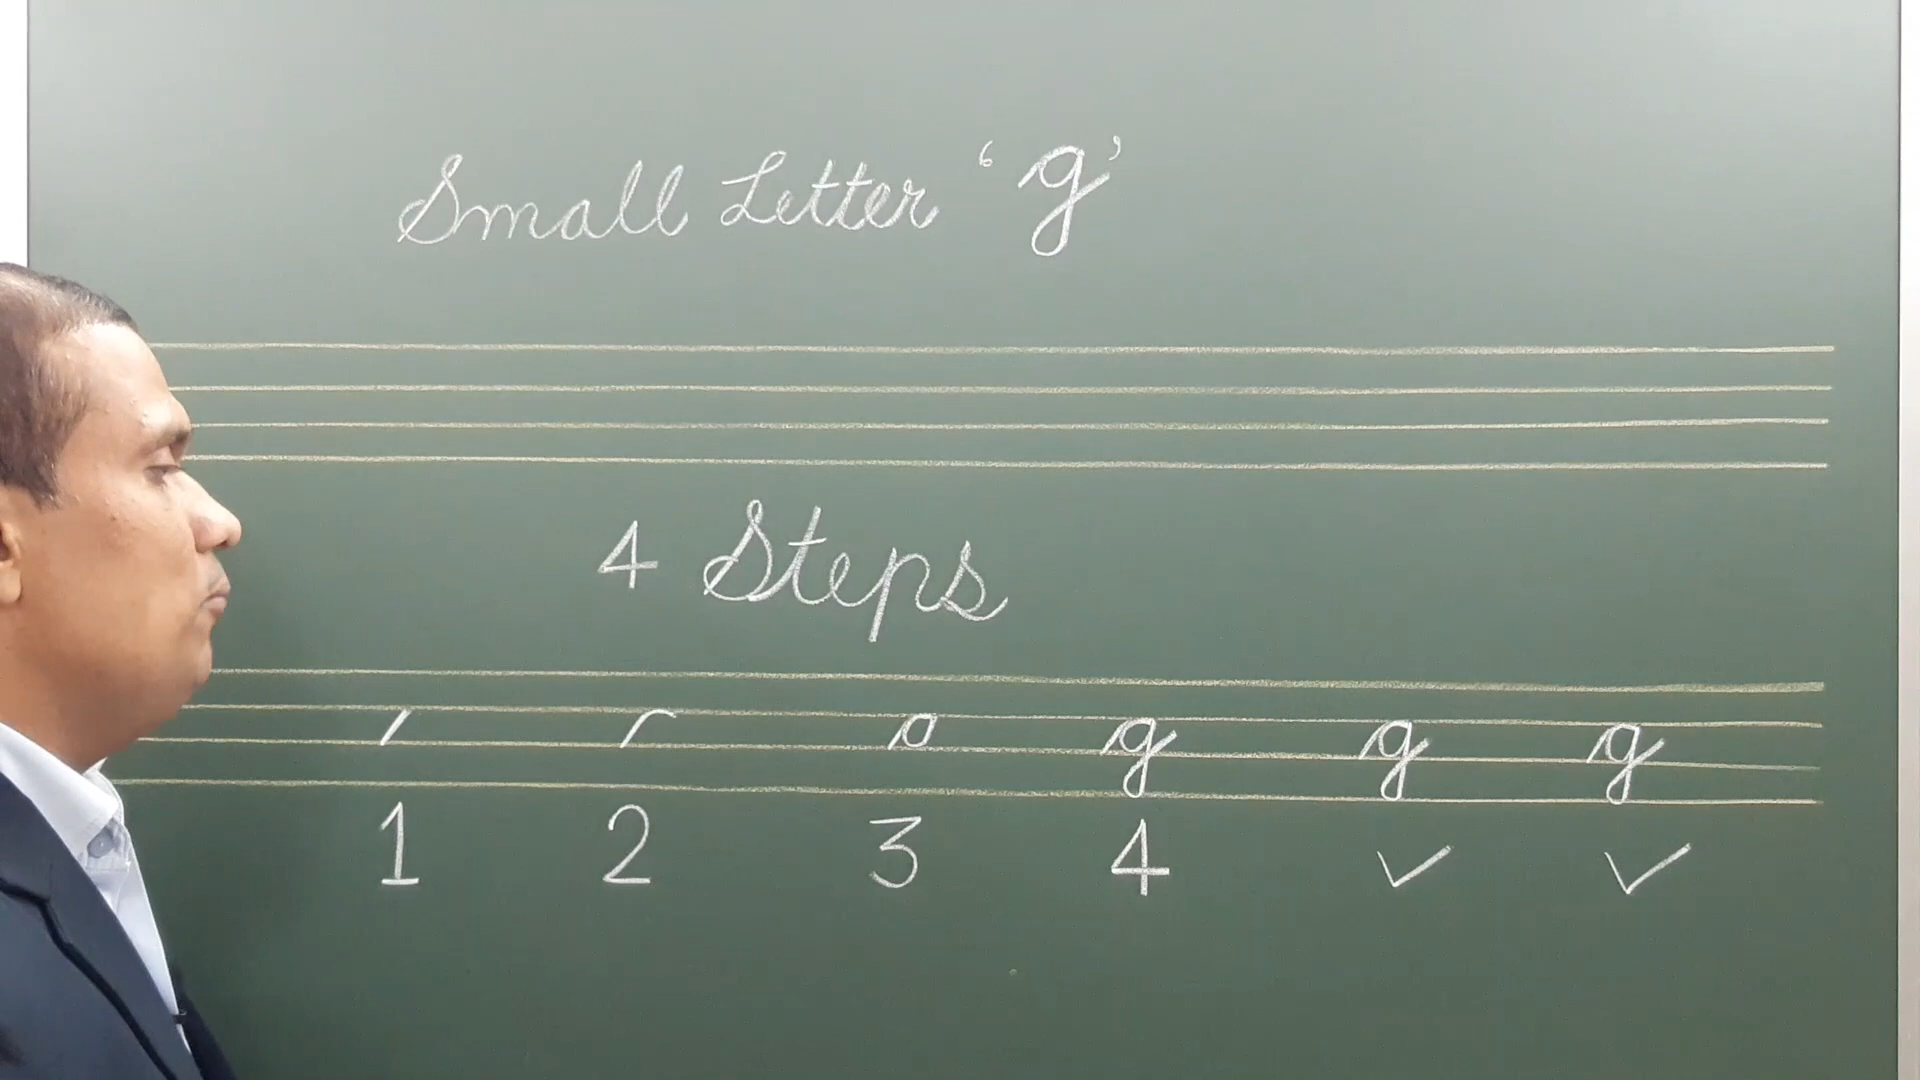 Small Letter ‘g’
4 Steps
g g g
1 2 3 4 ✓ ✓